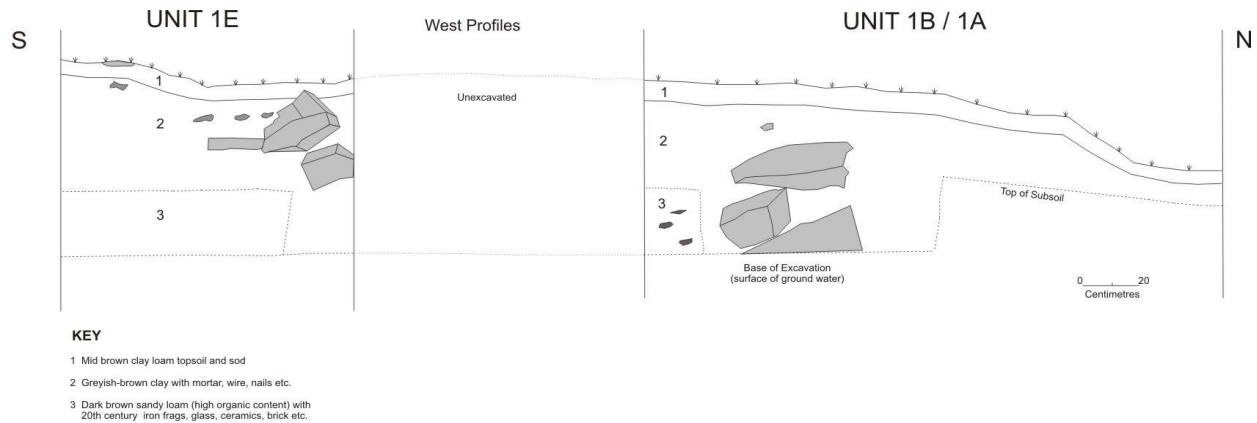 UNIT 1E
West Profiles
UNIT 1B / 1A
S
N
1
2
3
Unexcavated
1
2
3
Top of Subsoil
Base of Excavation
(surface of ground water)
0 20
Centimetres
KEY
1 Mid brown clay loam topsoil and sod
2 Greyish-brown clay with mortar, wire, nails etc.
3 Dark brown sandy loam (high organic content) with
20th century iron frags, glass, ceramics, brick etc.